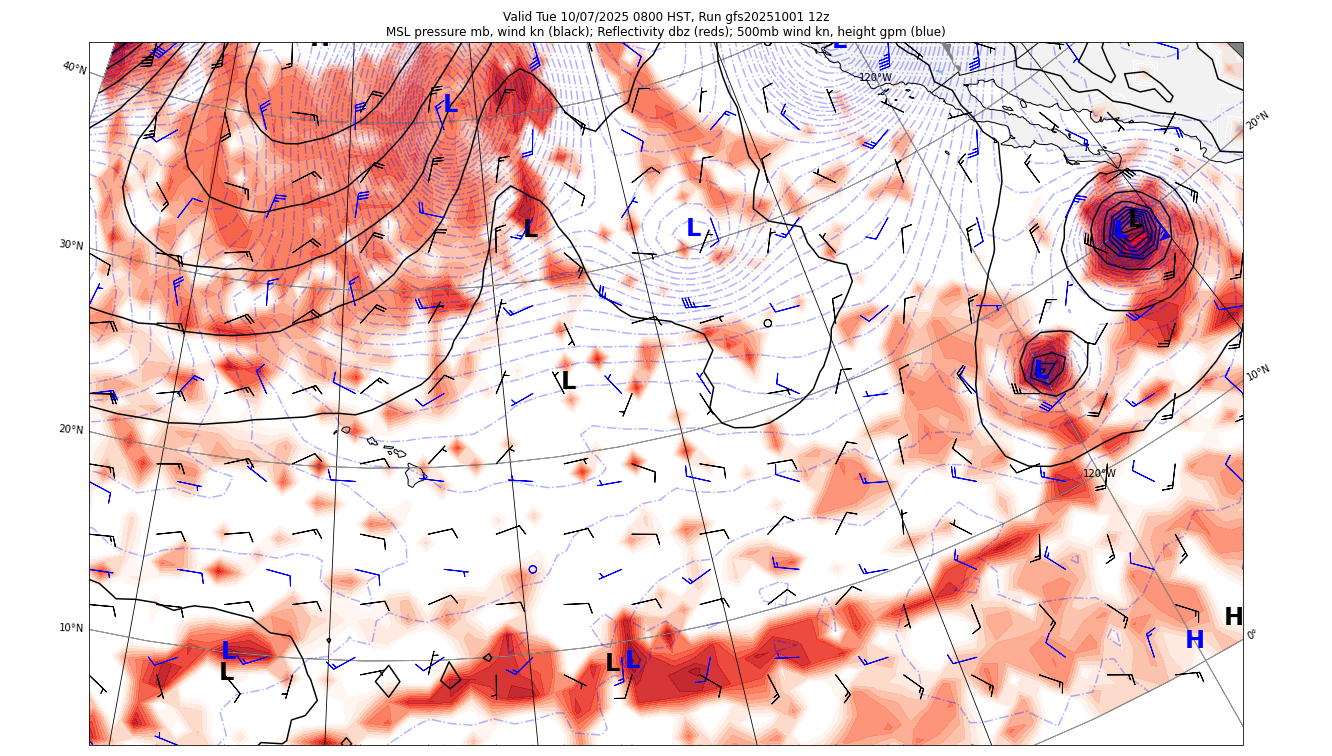 Valid Tue 10/07/2025 0800 HST, Run gfs20251001 12z
MSL pressure mb, wind kn (black); Reflectivity dbz (reds); 500mb wind kn, height gpm (blue)
40°N
120°W
20°N
L
L
L
L
L
30°N
L
10°N
L
20°N
120°W
10°N
H
H
0°
L
L
L
L